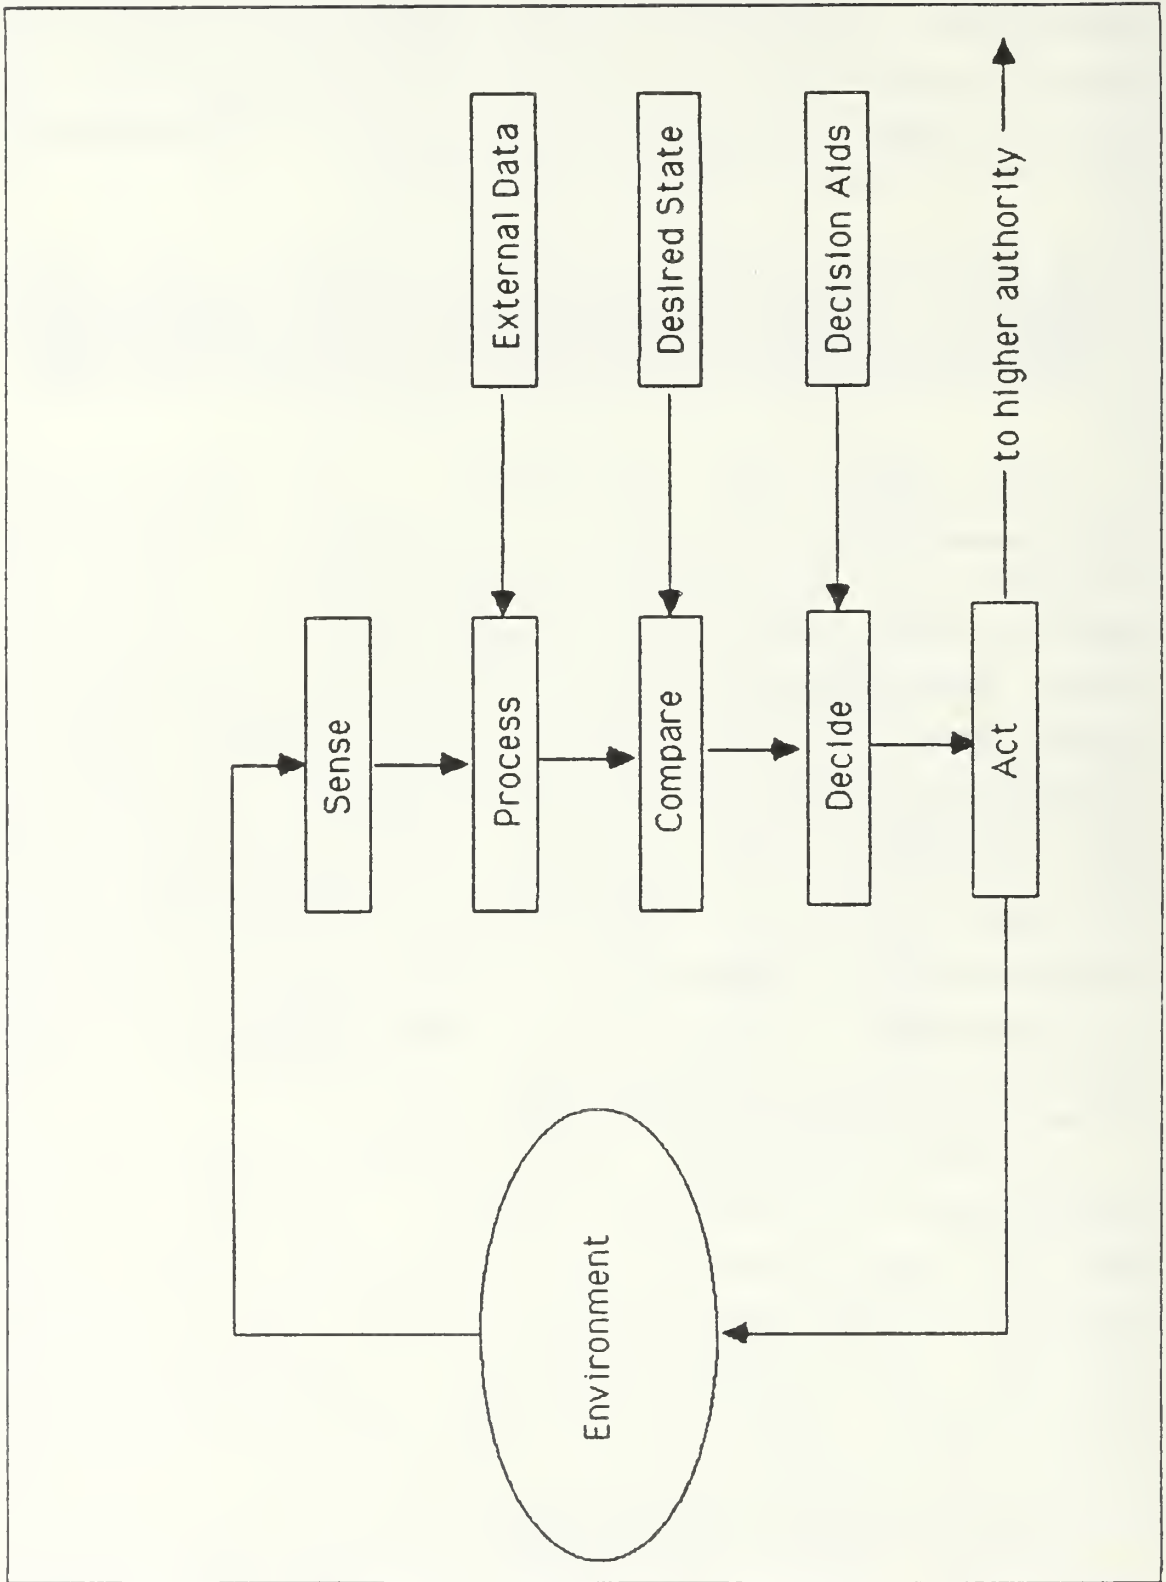 Sense
Process
External Data
Compare
Desired State
Decide
Decision Aids
Act
to higher authority
Environment